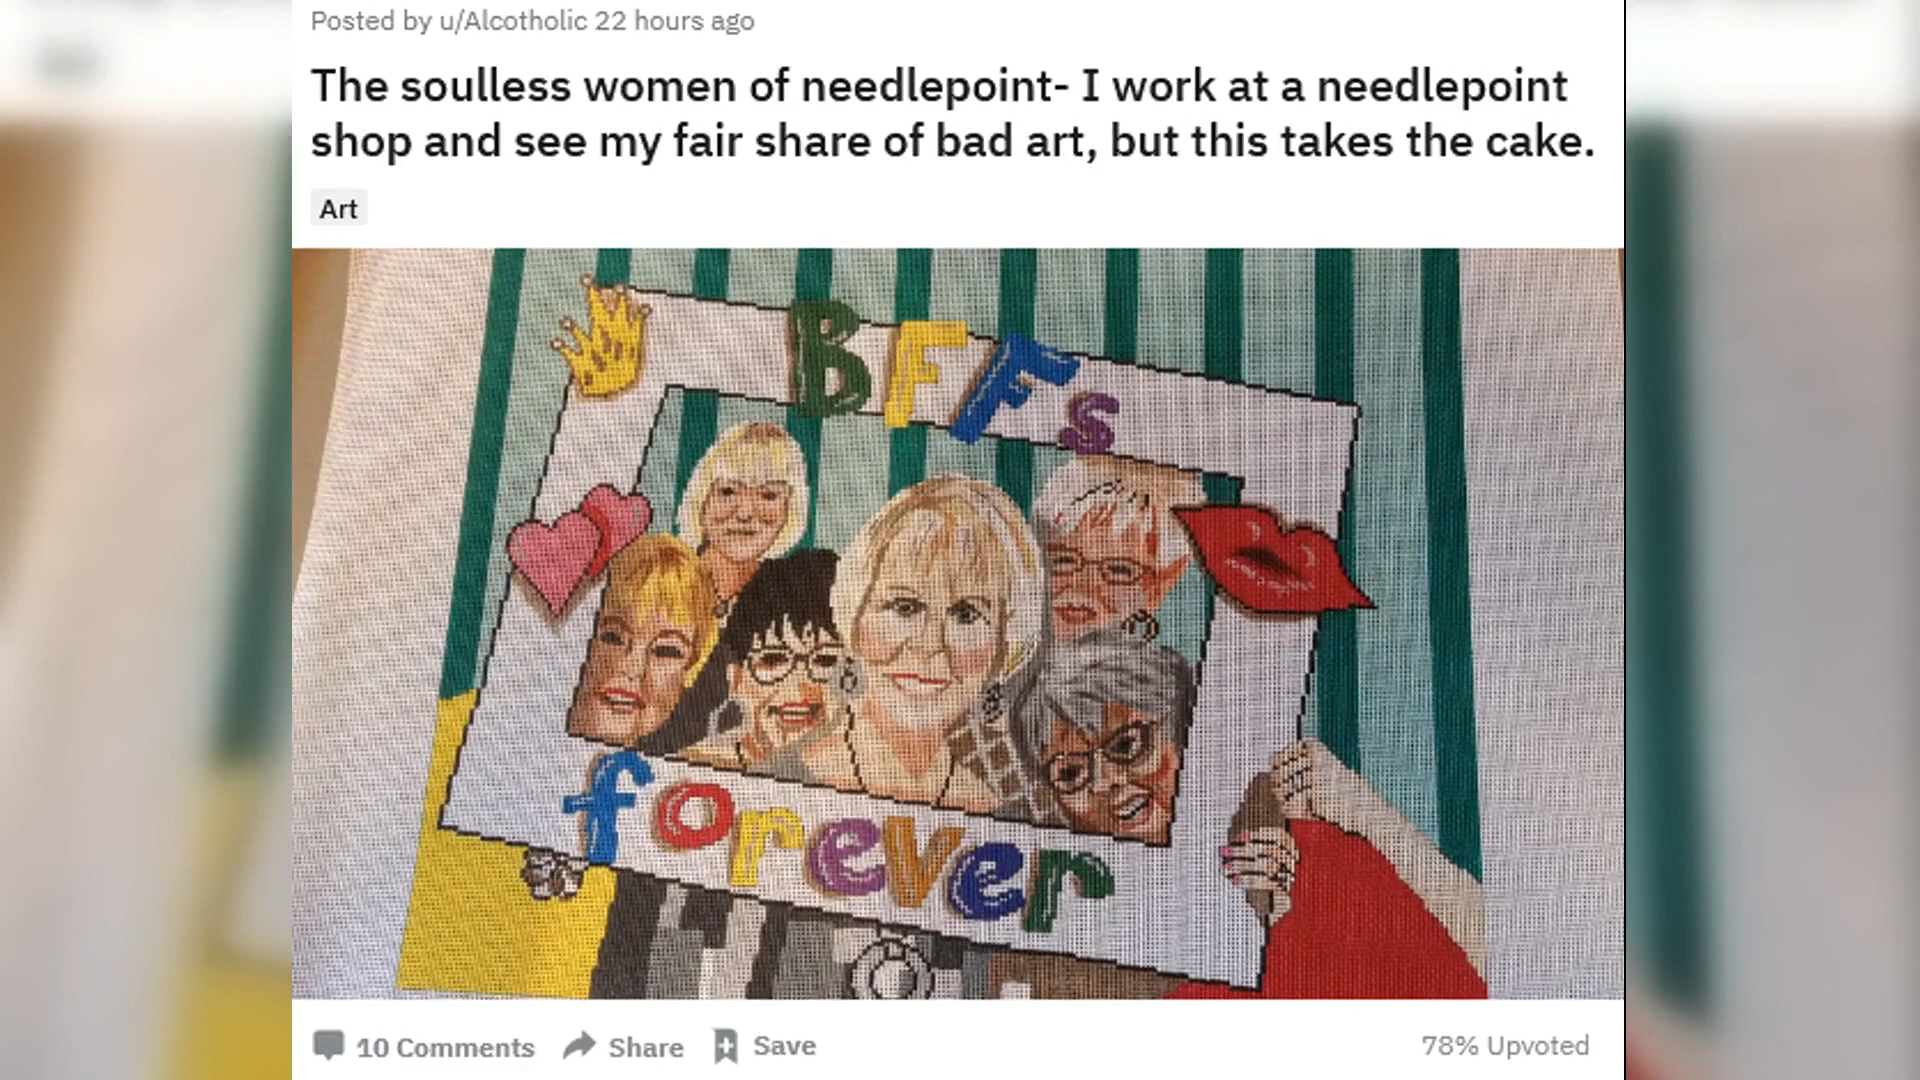 Posted by u/Alcotholic 22 hours ago
The soulless women of needlepoint- I work at a needlepoint
shop and see my fair share of bad art, but this takes the cake.
Art
BFFs
forever
10 Comments Share Save 78% Upvoted